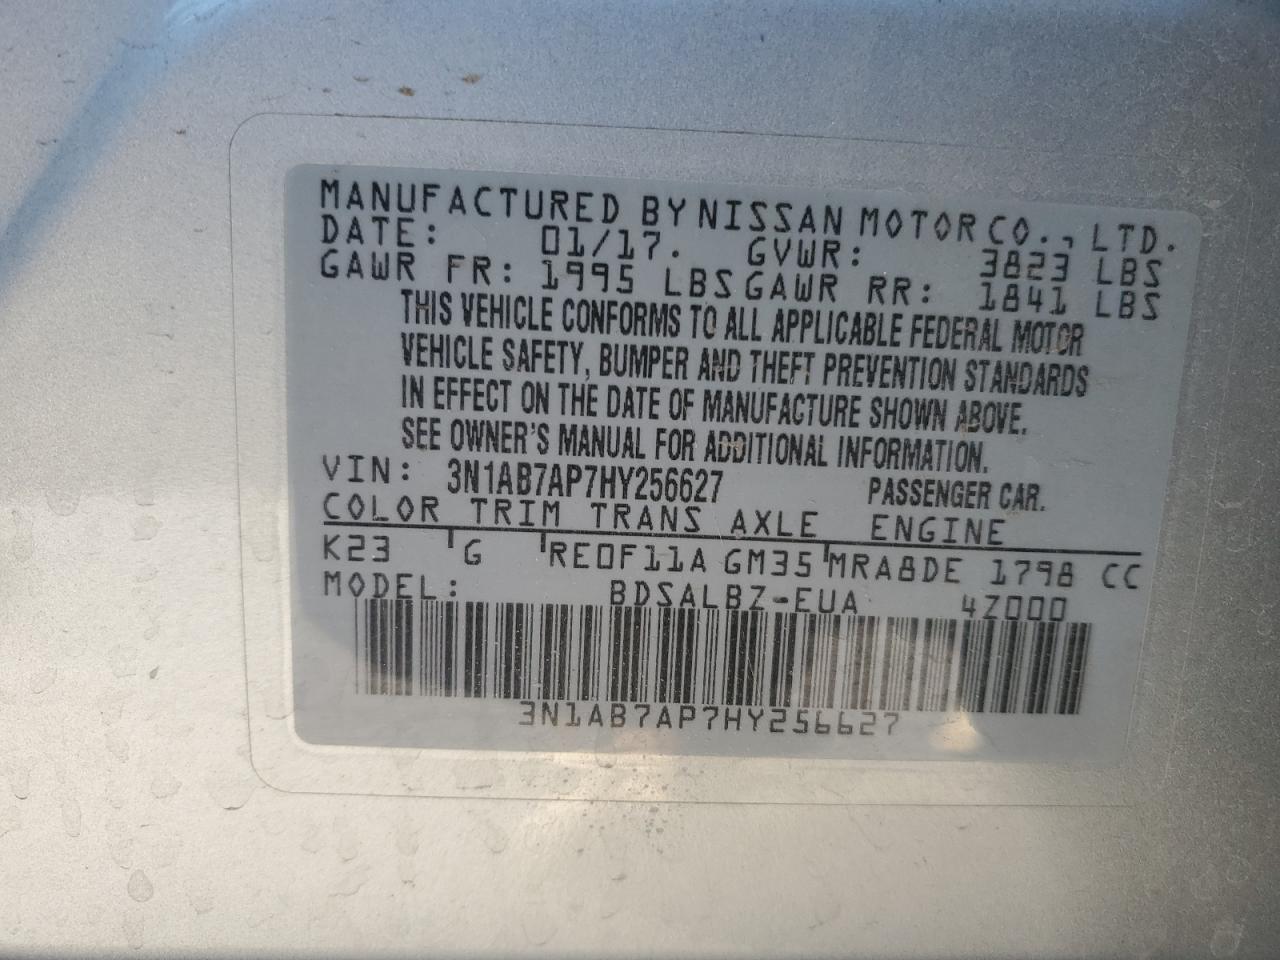 MANUFACTURED BY NISSAN MOTOR CO., LTD.
DATE: 01/17. GVWR: 3823 LBS
GAWR FR: 1995 LBS GAWR RR: 1841 LBS
THIS VEHICLE CONFORMS TO ALL APPLICABLE FEDERAL MOTOR
VEHICLE SAFETY, BUMPER AND THEFT PREVENTION STANDARDS
IN EFFECT ON THE DATE OF MANUFACTURE SHOWN ABOVE.
SEE OWNER'S MANUAL FOR ADDITIONAL INFORMATION.
VIN: 3N1AB7AP7HY256627 PASSENGER CAR.
COLOR TRIM TRANS AXLE ENGINE
K23 G RE0F11A GM35 MRA8DE 1798 CC
MODEL: BDSALBZ-EUA 4Z000
3N1AB7AP7HY256627